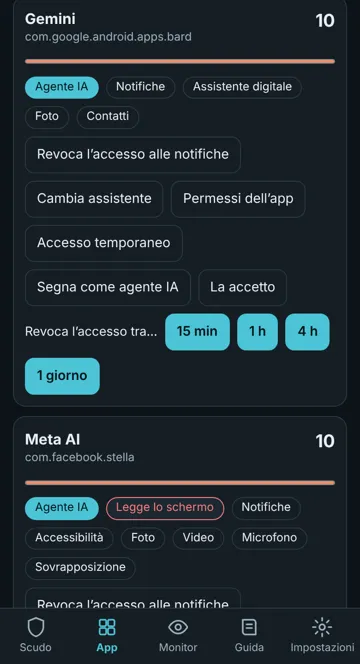 Gemini 10
com.google.android.apps.bard
Agente IA Notifiche Assistente digitale
Foto Contatti
Revoca l’accesso alle notifiche
Cambia assistente Permessi dell’app
Accesso temporaneo
Segna come agente IA La accetto
Revoca l’accesso tra... 15 min 1 h 4 h
1 giorno
Meta AI 10
com.facebook.stella
Agente IA Legge lo schermo Notifiche
Accessibilità Foto Video Microfono
Sovrapposizione
Revoca l’accesso alle notifiche
Scudo App Monitor Guida Impostazioni